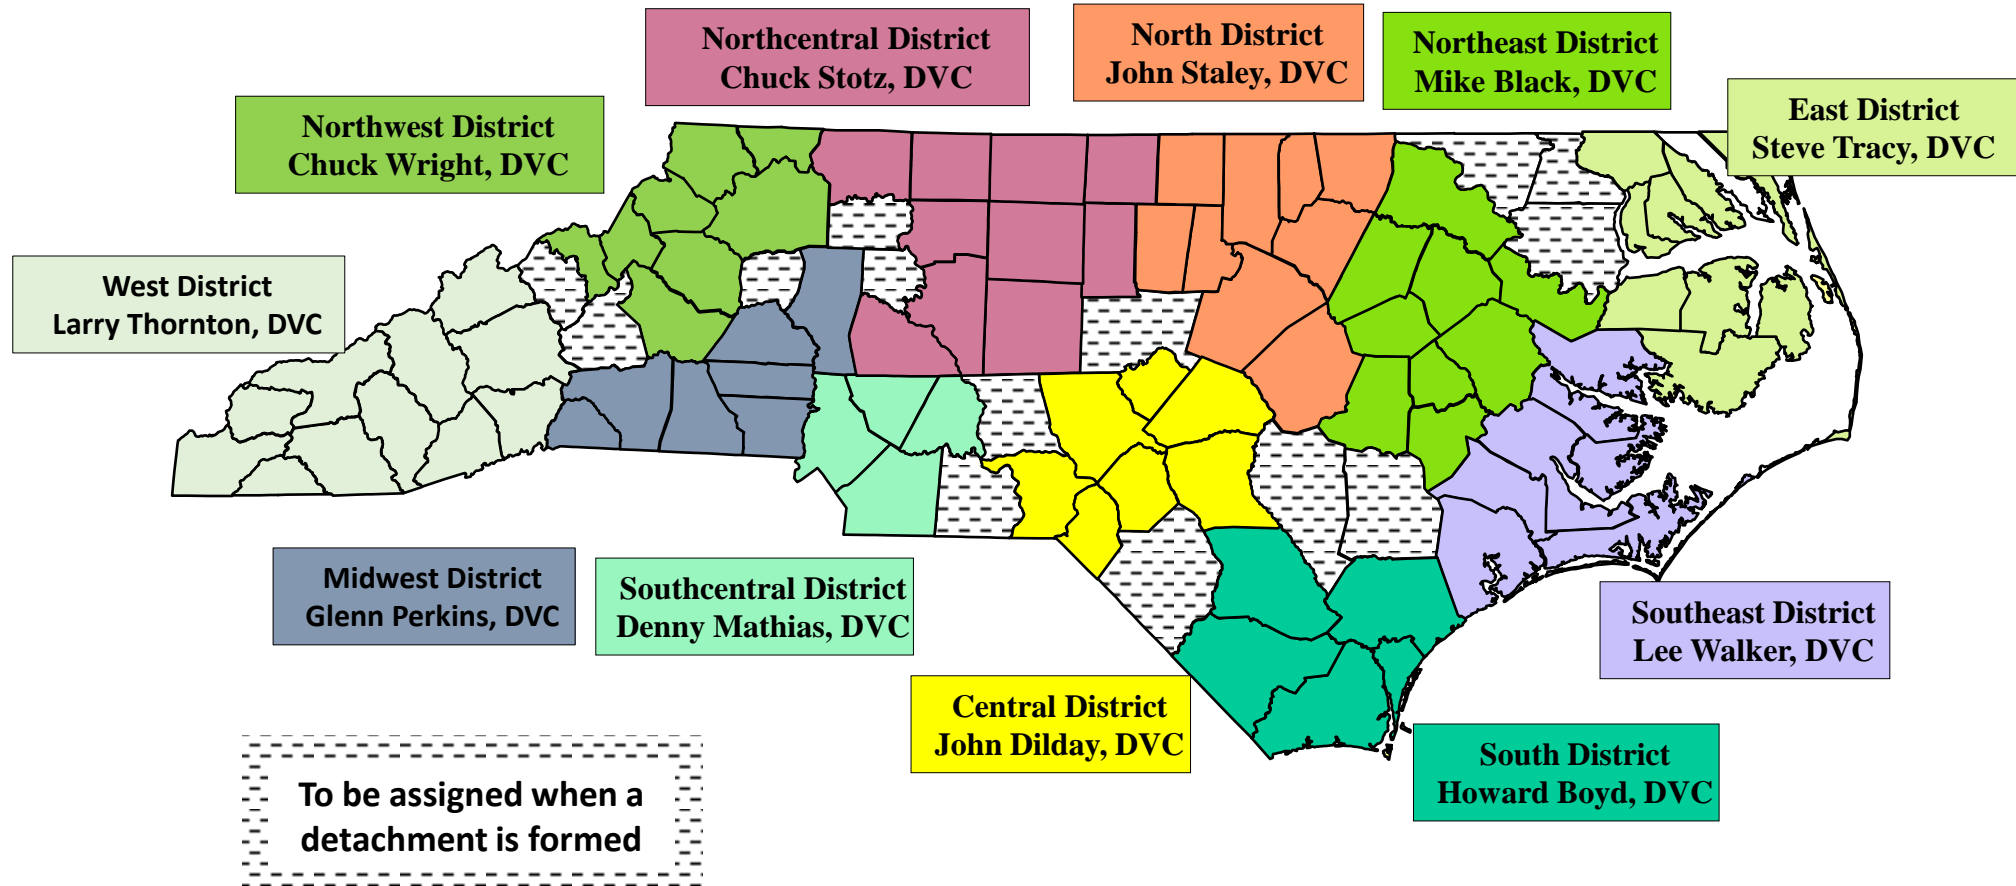 Northcentral District
Chuck Stotz, DVC
North District
John Staley, DVC
Northeast District
Mike Black, DVC
East District
Steve Tracy, DVC
Northwest District
Chuck Wright, DVC
West District
Larry Thornton, DVC
Midwest District
Glenn Perkins, DVC
Southcentral District
Denny Mathias, DVC
Southeast District
Lee Walker, DVC
Central District
John Dilday, DVC
South District
Howard Boyd, DVC
To be assigned when a
detachment is formed